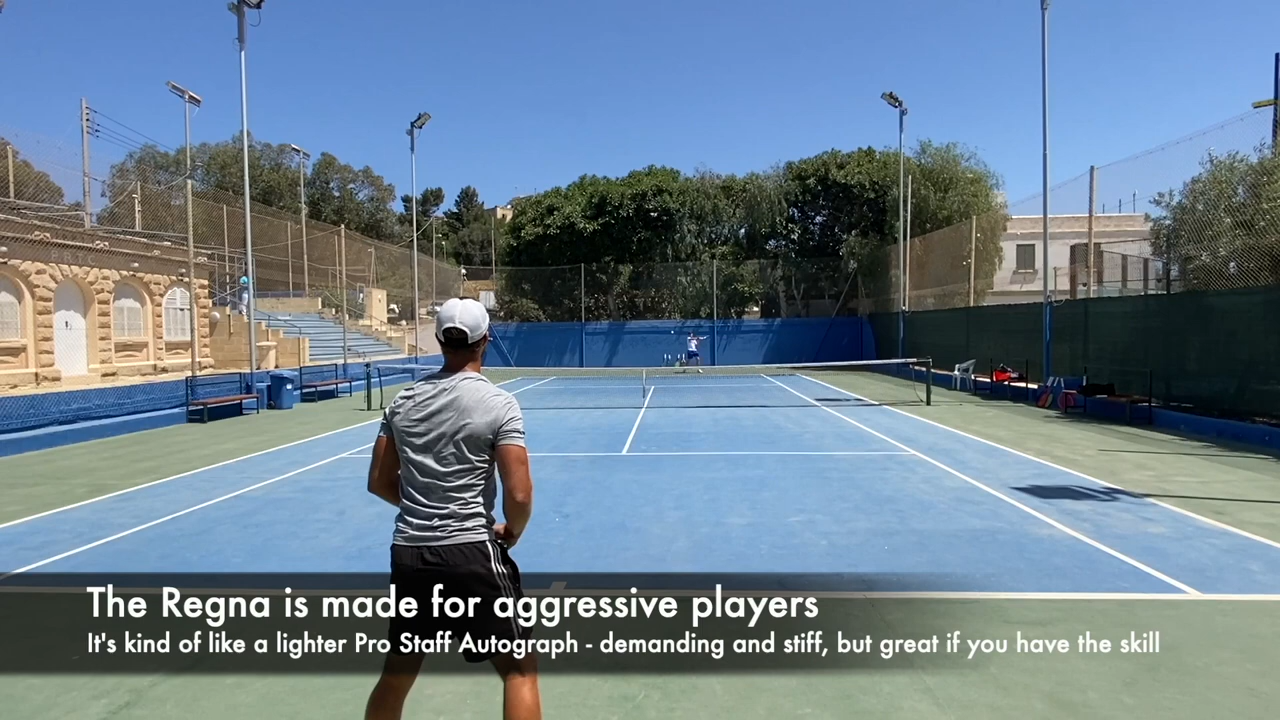 The Regna is made for aggressive players
It's kind of like a lighter Pro Staff Autograph - demanding and stiff, but great if you have the skill